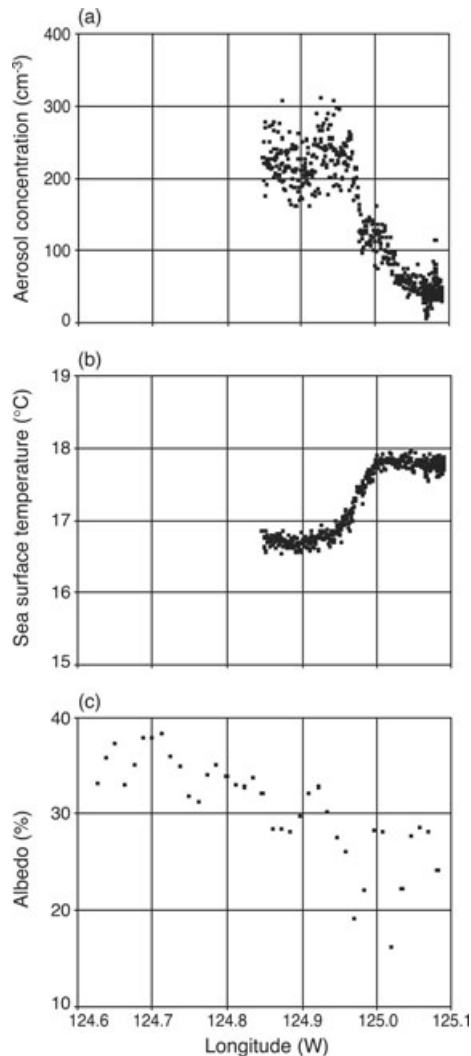 (a)
400
300
200
100
0
Aerosol concentration (cm-3)
(b)
19
18
17
16
15
Sea surface temperature (°C)
(c)
40
30
20
10
Albedo (%)
124.6 124.7 124.8 124.9 125.0 125.1
Longitude (W)